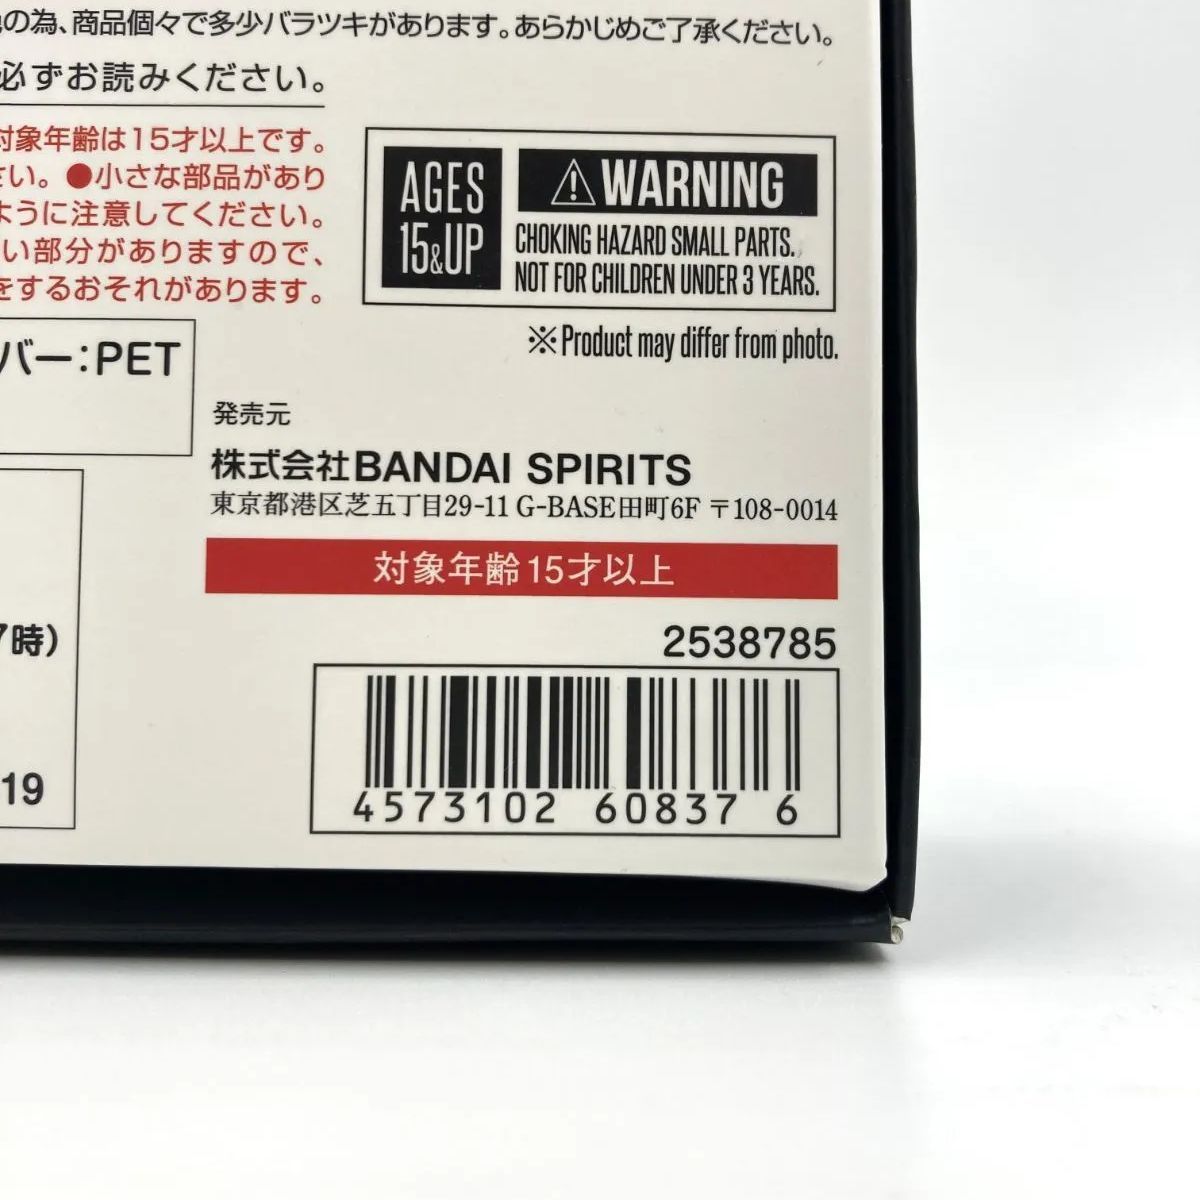 の為、商品個々で多少バラツキがあります。あらかじめご了承ください。
必ずお読みください。
対象年齢は15才以上です。
さい。●小さな部品があり
ように注意してください。
い部分がありますので、
をするおそれがあります。
AGES
15&UP
⚠WARNING
CHOKING HAZARD SMALL PARTS.
NOT FOR CHILDREN UNDER 3 YEARS.
※Product may differ from photo.
バー:PET
発売元
株式会社BANDAI SPIRITS
東京都港区芝五丁目29-11 G-BASE田町6F 〒108-0014
対象年齢15才以上
7時)
19
2538785
4573102 60837 6